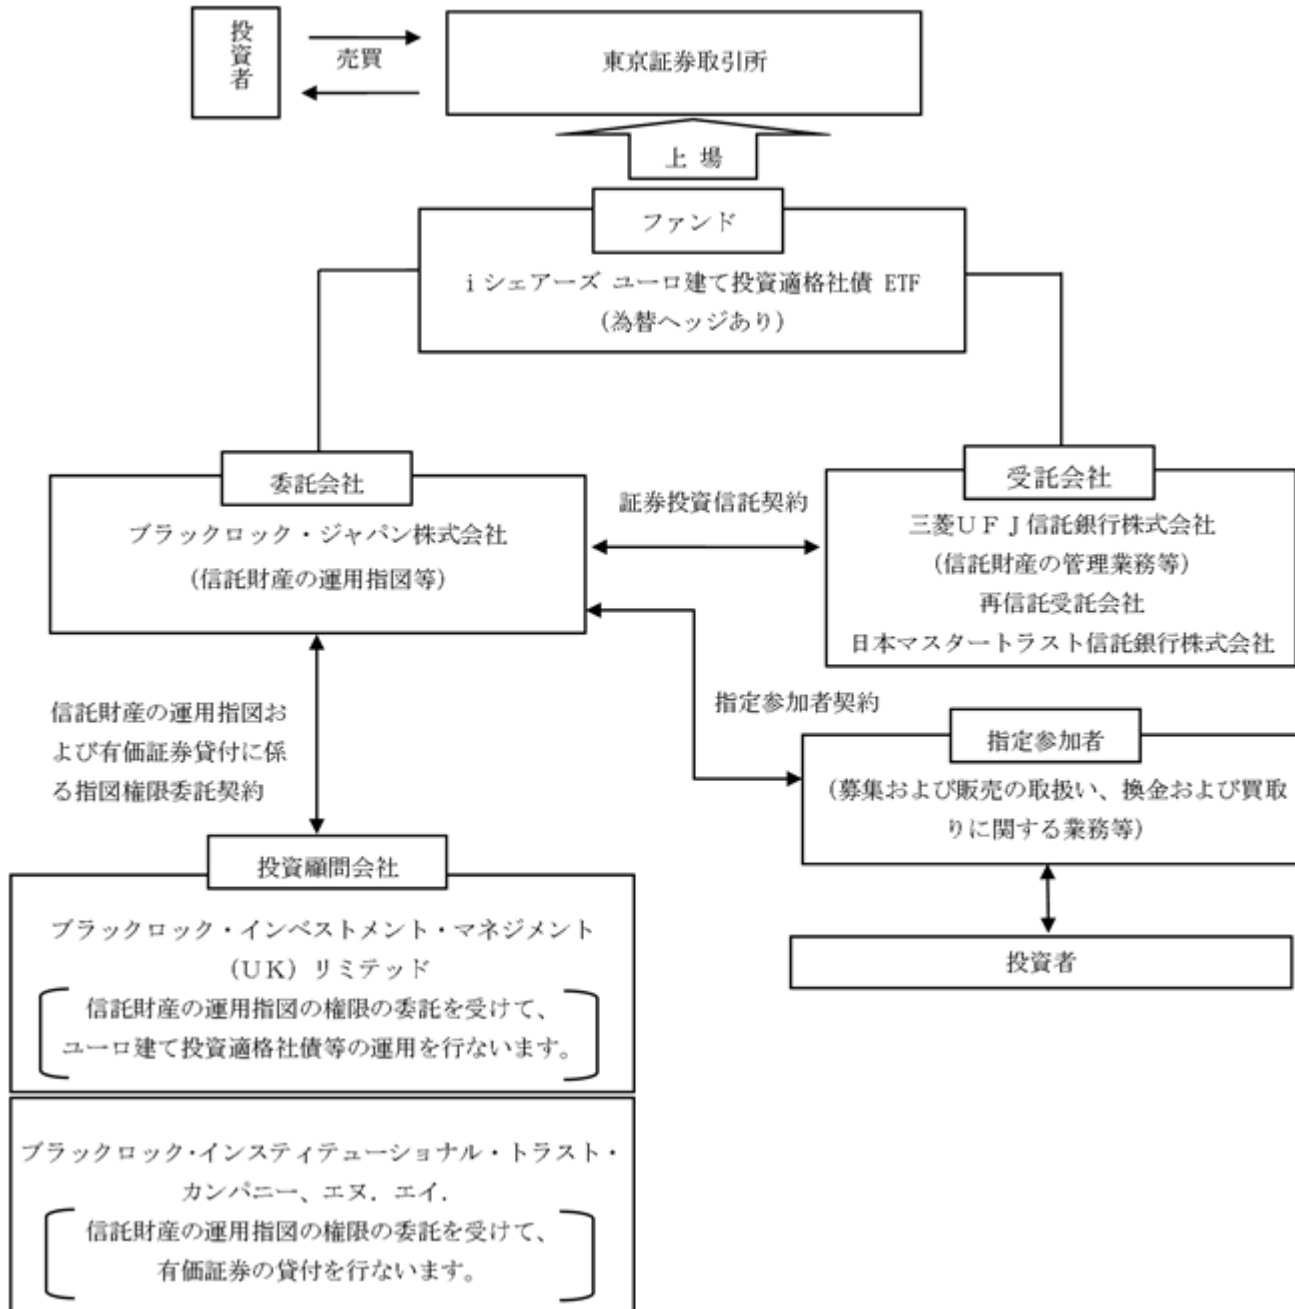 投資者
売買
東京証券取引所
上 場
ファンド
i シェアーズ ユーロ建て投資適格社債 ETF
(為替ヘッジあり)
委託会社
ブラックロック・ジャパン株式会社
(信託財産の運用指図等)
証券投資信託契約
受託会社
三菱UFJ信託銀行株式会社
(信託財産の管理業務等)
再信託受託会社
日本マスタートラスト信託銀行株式会社
信託財産の運用指図お
よび有価証券貸付に係
る指図権限委託契約
指定参加者契約
指定参加者
(募集および販売の取扱い、換金および買取
りに関する業務等)
投資者
投資顧問会社
ブラックロック・インベストメント・マネジメント
(UK)リミテッド
信託財産の運用指図の権限の委託を受けて、
ユーロ建て投資適格社債等の運用を行ないます。
ブラックロック・インスティテューショナル・トラスト・
カンパニー、エヌ．エイ．
信託財産の運用指図の権限の委託を受けて、
有価証券の貸付を行ないます。